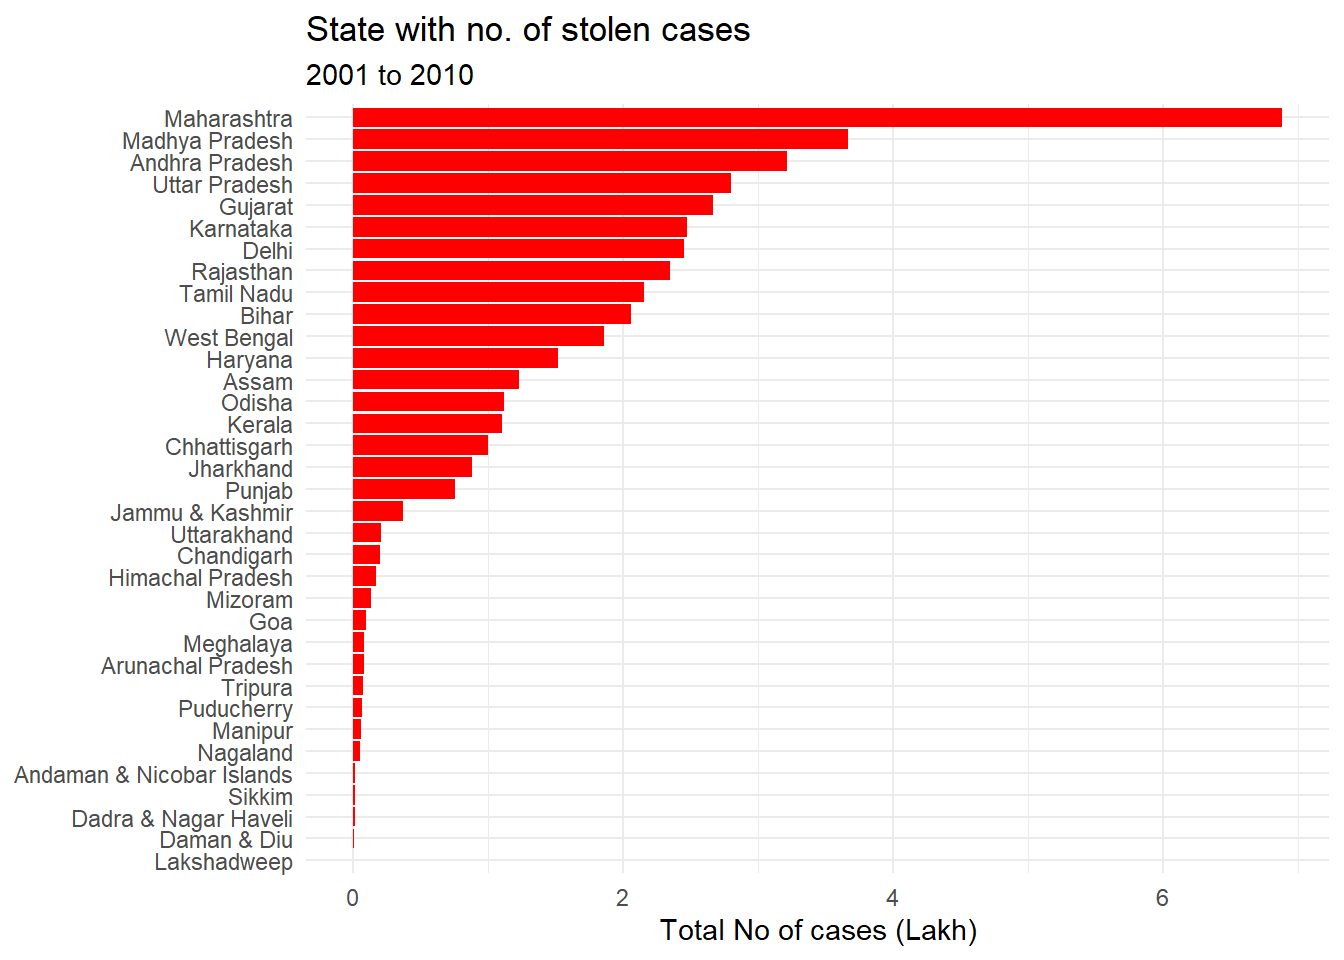 State with no. of stolen cases
2001 to 2010
Maharashtra
Madhya Pradesh
Andhra Pradesh
Uttar Pradesh
Gujarat
Karnataka
Delhi
Rajasthan
Tamil Nadu
Bihar
West Bengal
Haryana
Assam
Odisha
Kerala
Chhattisgarh
Jharkhand
Punjab
Jammu & Kashmir
Uttarakhand
Chandigarh
Himachal Pradesh
Mizoram
Goa
Meghalaya
Arunachal Pradesh
Tripura
Puducherry
Manipur
Nagaland
Andaman & Nicobar Islands
Sikkim
Dadra & Nagar Haveli
Daman & Diu
Lakshadweep
0 2 4 6
Total No of cases (Lakh)